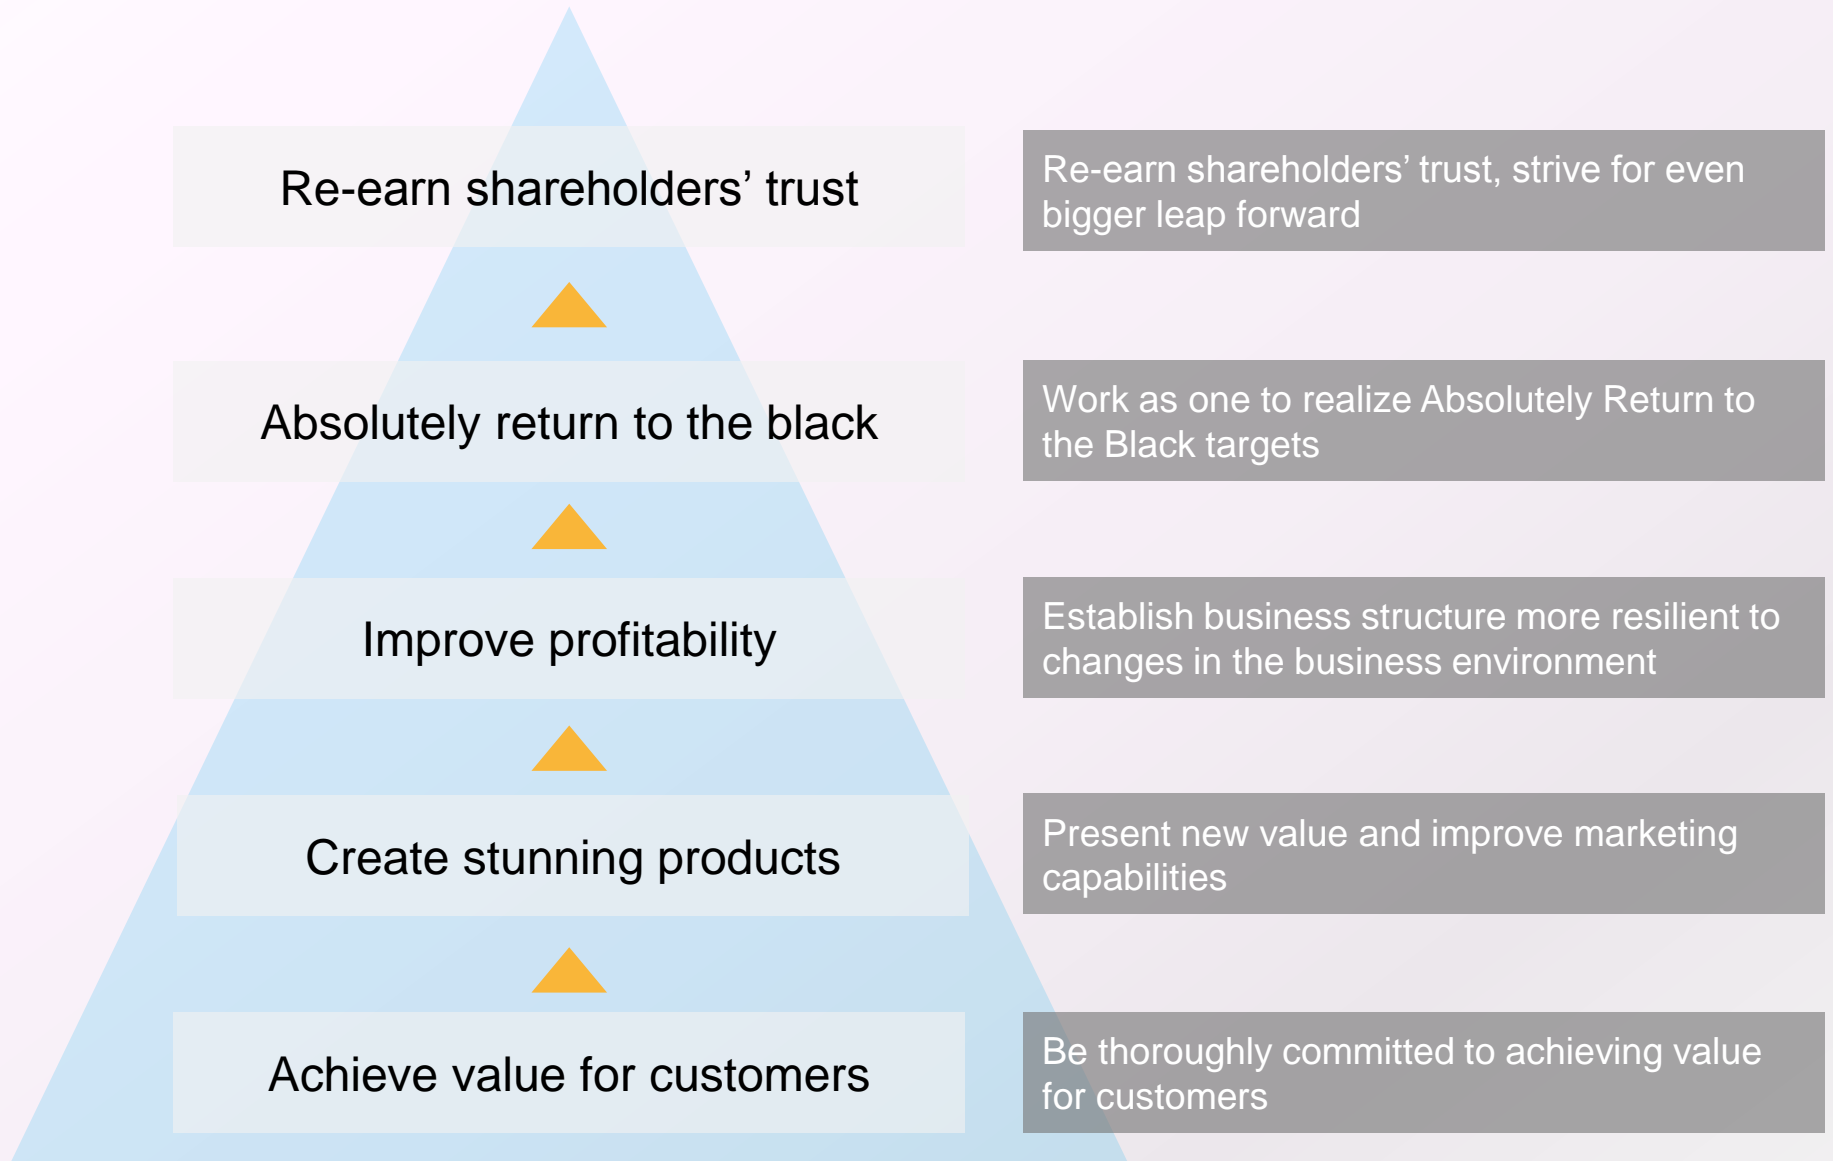 Re-earn shareholders’ trust
Re-earn shareholders’ trust, strive for even
bigger leap forward
Absolutely return to the black
Work as one to realize Absolutely Return to
the Black targets
Improve profitability
Establish business structure more resilient to
changes in the business environment
Create stunning products
Present new value and improve marketing
capabilities
Achieve value for customers
Be thoroughly committed to achieving value
for customers